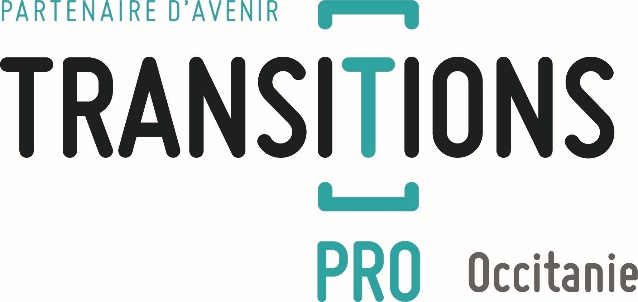 PARTENAIRE D'AVENIR
TRANSITIONS
PRO Occitanie